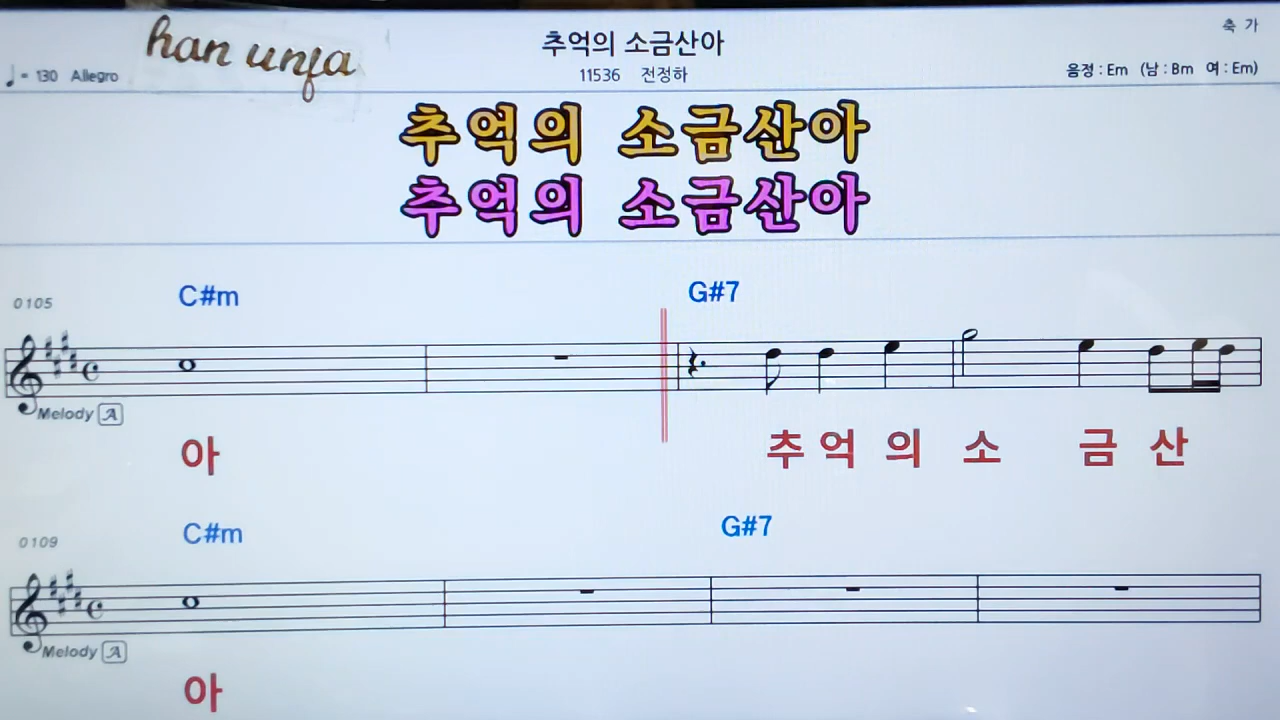 han unja
축 가
추억의 소금산아
♩= 130 Allegro
11536 전정하
음정 : Em (남 : Bm 여 : Em)
추억의 소금산아
추억의 소금산아
0105 C#m G#7
Melody A
아 추 억 의 소 금 산
0109 C#m G#7
Melody A
아